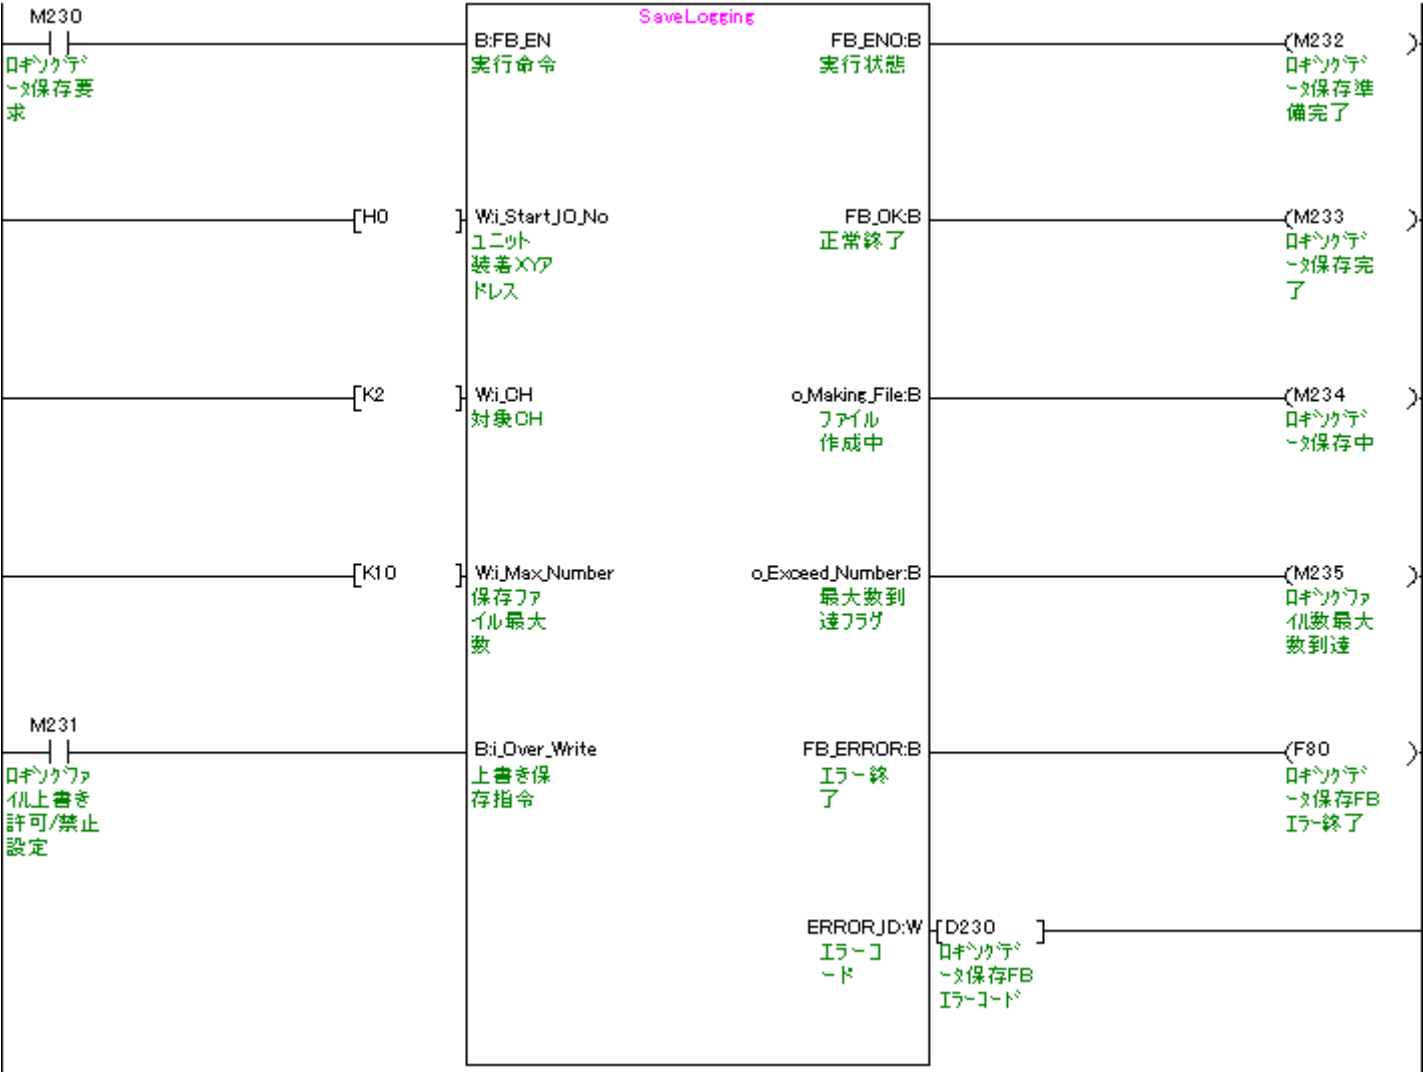 SaveLogging
M230
ﾛｷﾞﾝｸﾞﾃﾞ
ｰﾀ保存要
求
B:FB_EN
実行命令
FB_ENO:B
実行状態
(M232 )
ﾛｷﾞﾝｸﾞﾃﾞ
ｰﾀ保存準
備完了
[H0 ]
W:i_Start_IO_No
ユニット
装着XYア
ドレス
FB_OK:B
正常終了
(M233 )
ﾛｷﾞﾝｸﾞﾃﾞ
ｰﾀ保存完
了
[K2 ]
W:i_CH
対象CH
o_Making_File:B
ファイル
作成中
(M234 )
ﾛｷﾞﾝｸﾞﾃﾞ
ｰﾀ保存中
[K10 ]
W:i_Max_Number
保存ファ
イル最大
数
o_Exceed_Number:B
最大数到
達フラグ
(M235 )
ﾛｷﾞﾝｸﾞﾌｧ
ｲﾙ数最大
数到達
M231
ﾛｷﾞﾝｸﾞﾌｧ
ｲﾙ上書き
許可/禁止
設定
B:i_Over_Write
上書き保
存指令
FB_ERROR:B
エラー終
了
(F80 )
ﾛｷﾞﾝｸﾞﾃﾞ
ｰﾀ保存FB
ｴﾗｰ終了
ERROR_ID:W
エラーコ
ード
[D230 ]
ﾛｷﾞﾝｸﾞﾃﾞ
ｰﾀ保存FB
ｴﾗｰｺｰﾄﾞ